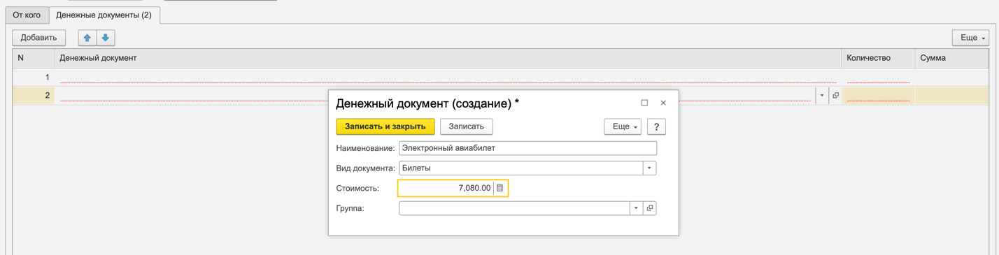 От кого
Денежные документы (2)
Добавить
Еще
N Денежный документ Количество Сумма
1
2
Денежный документ (создание) *
Записать и закрыть Записать Еще ?
Наименование: Электронный авиабилет
Вид документа: Билеты
Стоимость: 7,080.00
Группа: